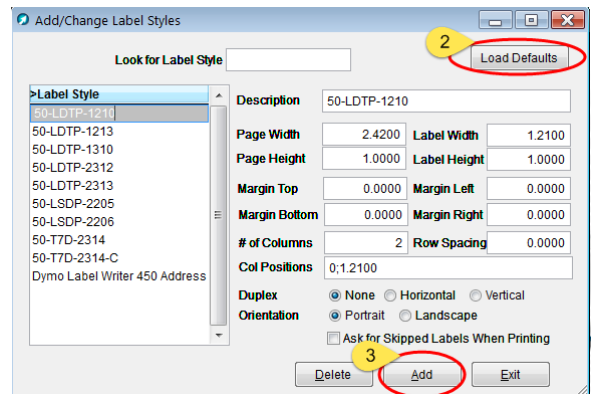 Add/Change Label Styles
2
Look for Label Style
Load Defaults
>Label Style
50-LDTP-1210
50-LDTP-1213
50-LDTP-1310
50-LDTP-2312
50-LDTP-2313
50-LSDP-2205
50-LSDP-2206
50-T7D-2314
50-T7D-2314-C
Dymo Label Writer 450 Address
Description 50-LDTP-1210
Page Width 2.4200 Label Width 1.2100
Page Height 1.0000 Label Height 1.0000
Margin Top 0.0000 Margin Left 0.0000
Margin Bottom 0.0000 Margin Right 0.0000
# of Columns 2 Row Spacing 0.0000
Col Positions 0;1.2100
Duplex None Horizontal Vertical
Orientation Portrait Landscape
Ask for Skipped Labels When Printing
3
Delete Add Exit